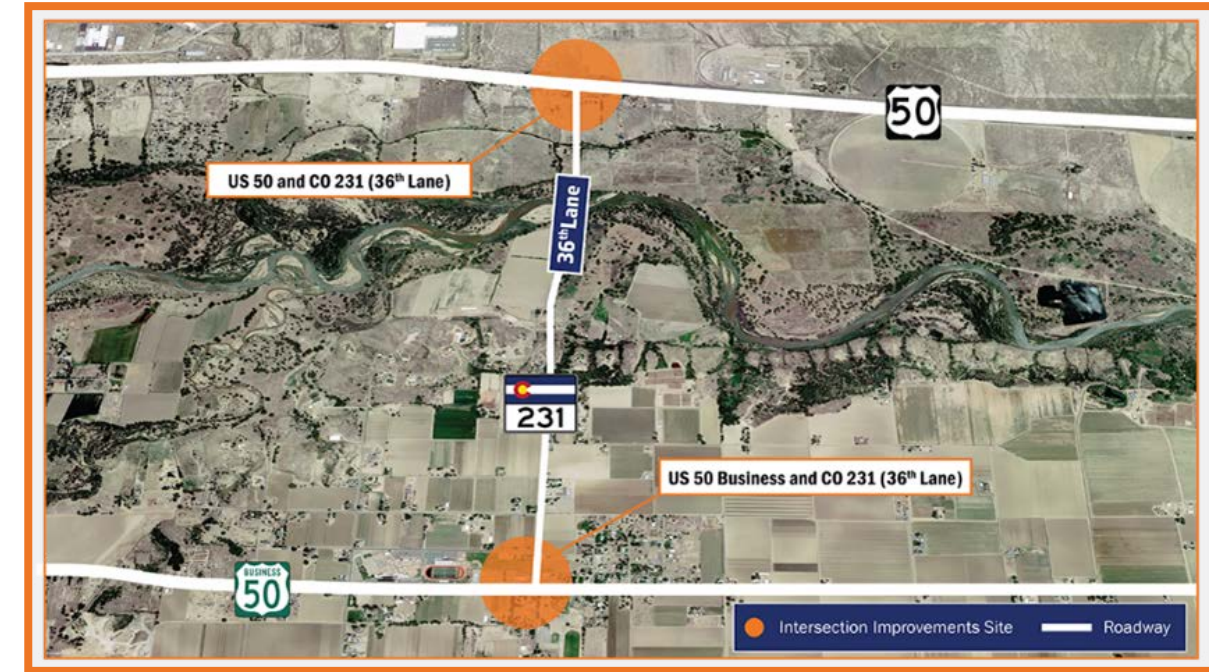 50
US 50 and CO 231 (36th Lane)
36th Lane
231
US 50 Business and CO 231 (36th Lane)
BUSINESS
50
Intersection Improvements Site
Roadway